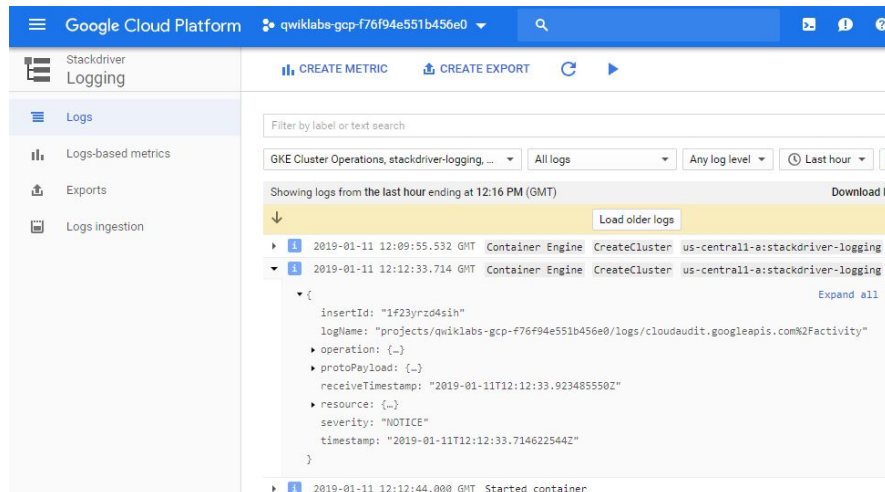 Google Cloud Platform qwiklabs-gcp-f76f94e551b456e0
Stackdriver
Logging
CREATE METRIC CREATE EXPORT
Logs
Logs-based metrics
Exports
Logs ingestion
Filter by label or text search
GKE Cluster Operations, stackdriver-logging, ... All logs Any log level Last hour
Showing logs from the last hour ending at 12:16 PM (GMT) Download
Load older logs
2019-01-11 12:09:55.532 GMT Container Engine CreateCluster us-central1-a:stackdriver-logging
2019-01-11 12:12:33.714 GMT Container Engine CreateCluster us-central1-a:stackdriver-logging
{ Expand all
insertId: "1f23yrzd4sih"
logName: "projects/qwiklabs-gcp-f76f94e551b456e0/logs/cloudaudit.googleapis.com%2Factivity"
operation: {…}
protoPayload: {…}
receiveTimestamp: "2019-01-11T12:12:33.923485550Z"
resource: {…}
severity: "NOTICE"
timestamp: "2019-01-11T12:12:33.714622544Z"
}
2019-01-11 12:12:44.000 GMT Started container